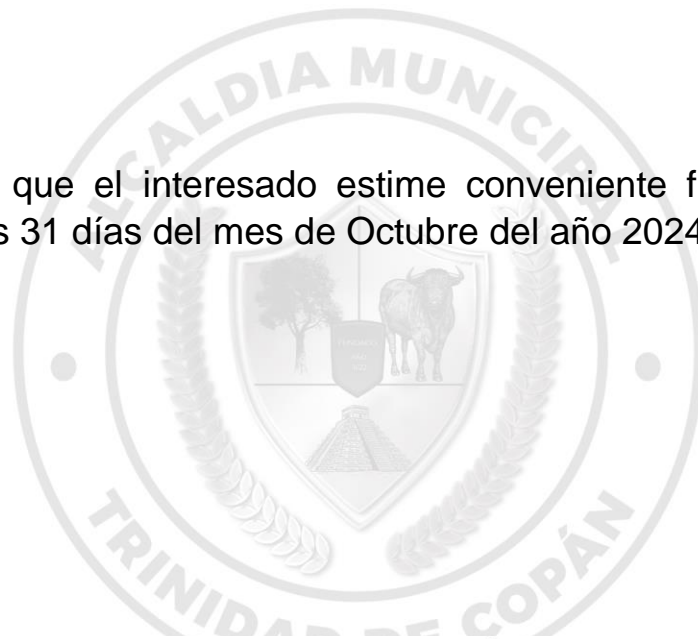 ALCALDIA MUNICIPAL
que el interesado estime conveniente f
s 31 días del mes de Octubre del año 2024
TRINIDAD DE COPÁN